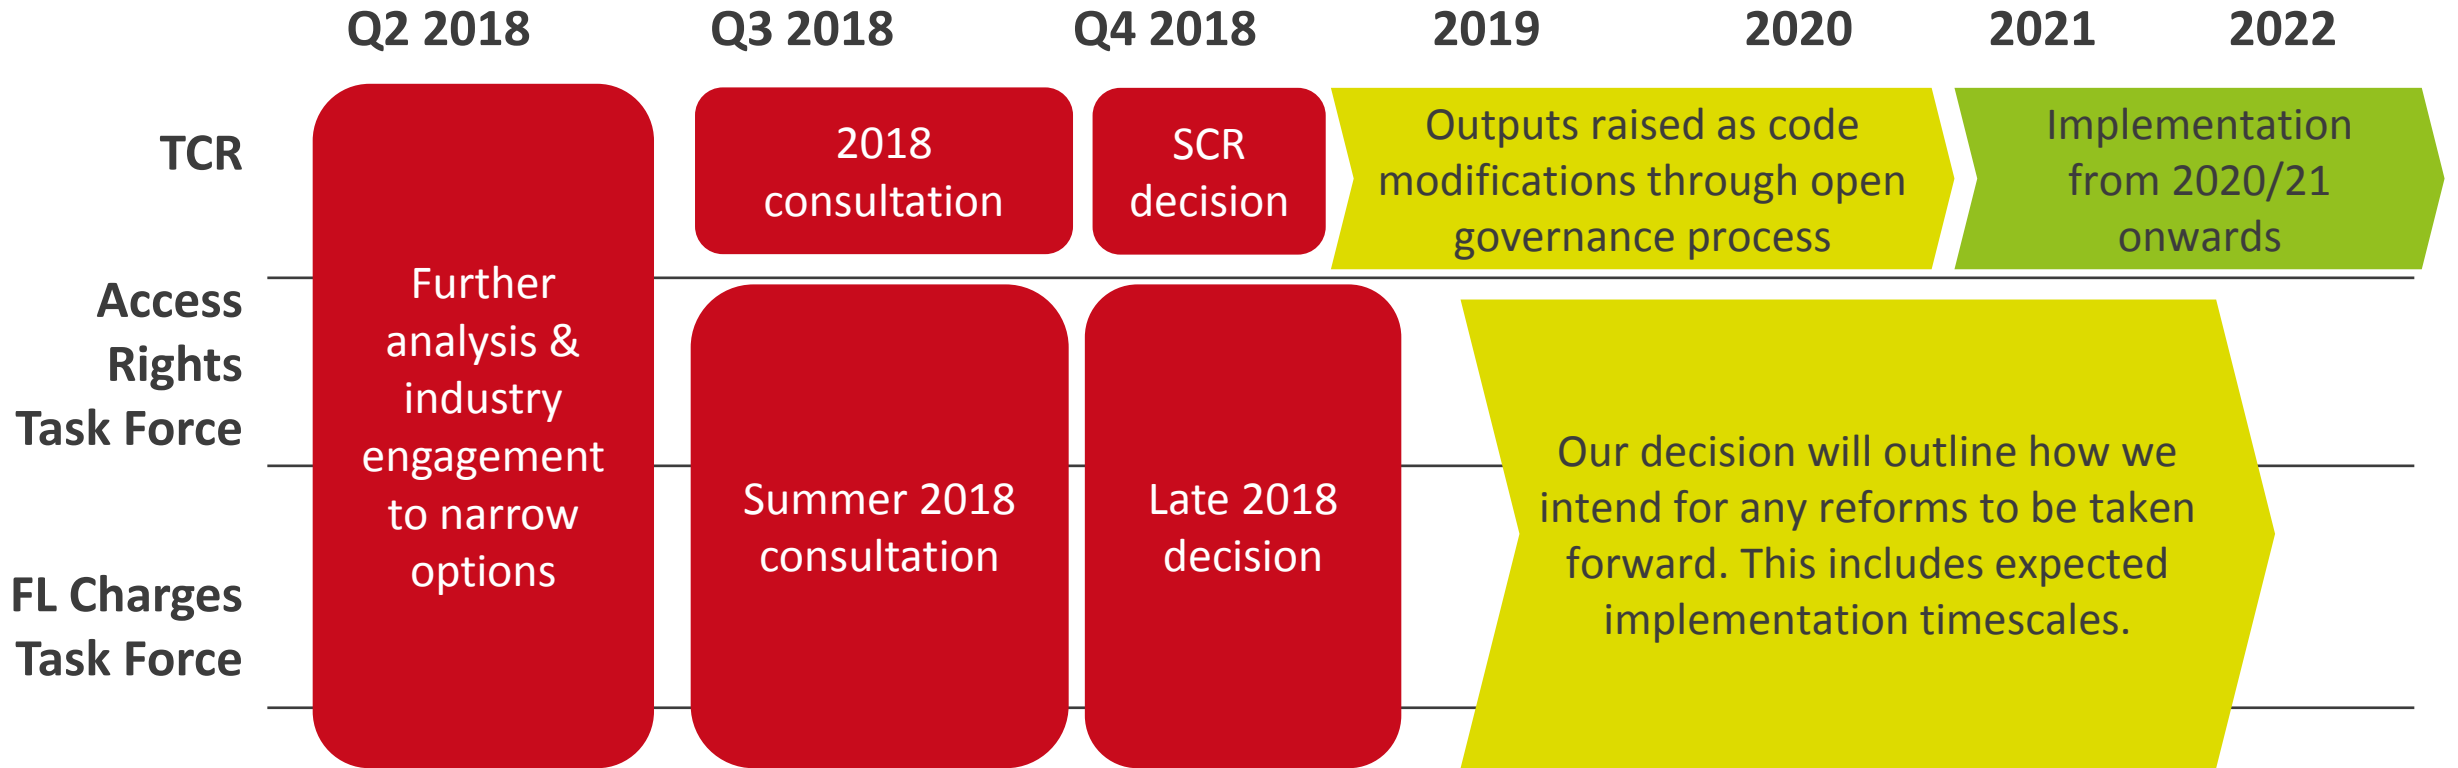 Q2 2018
Q3 2018
Q4 2018
2019
2020
2021
2022
TCR
Further
analysis &
industry
engagement
to narrow
options
2018
consultation
SCR
decision
Outputs raised as code
modifications through open
governance process
Implementation
from 2020/21
onwards
Access
Rights
Task Force
FL Charges
Task Force
Summer 2018
consultation
Late 2018
decision
Our decision will outline how we
intend for any reforms to be taken
forward. This includes expected
implementation timescales.